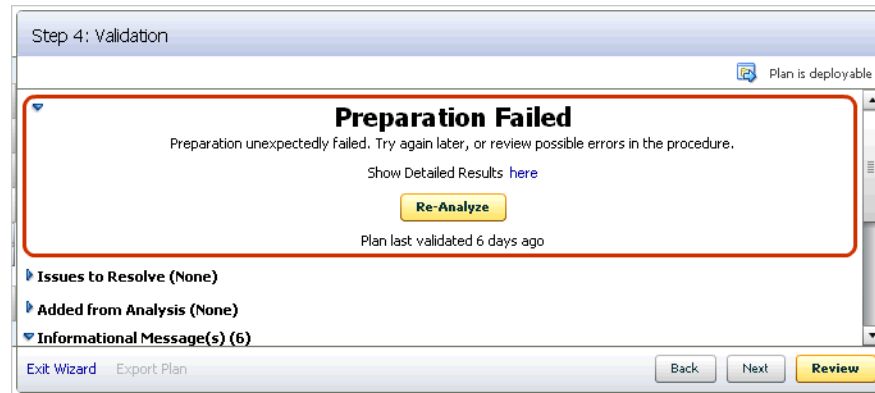 Step 4: Validation
Plan is deployable
Preparation Failed
Preparation unexpectedly failed. Try again later, or review possible errors in the procedure.
Show Detailed Results here
Re-Analyze
Plan last validated 6 days ago
Issues to Resolve (None)
Added from Analysis (None)
Informational Message(s) (6)
Exit Wizard Export Plan Back Next Review